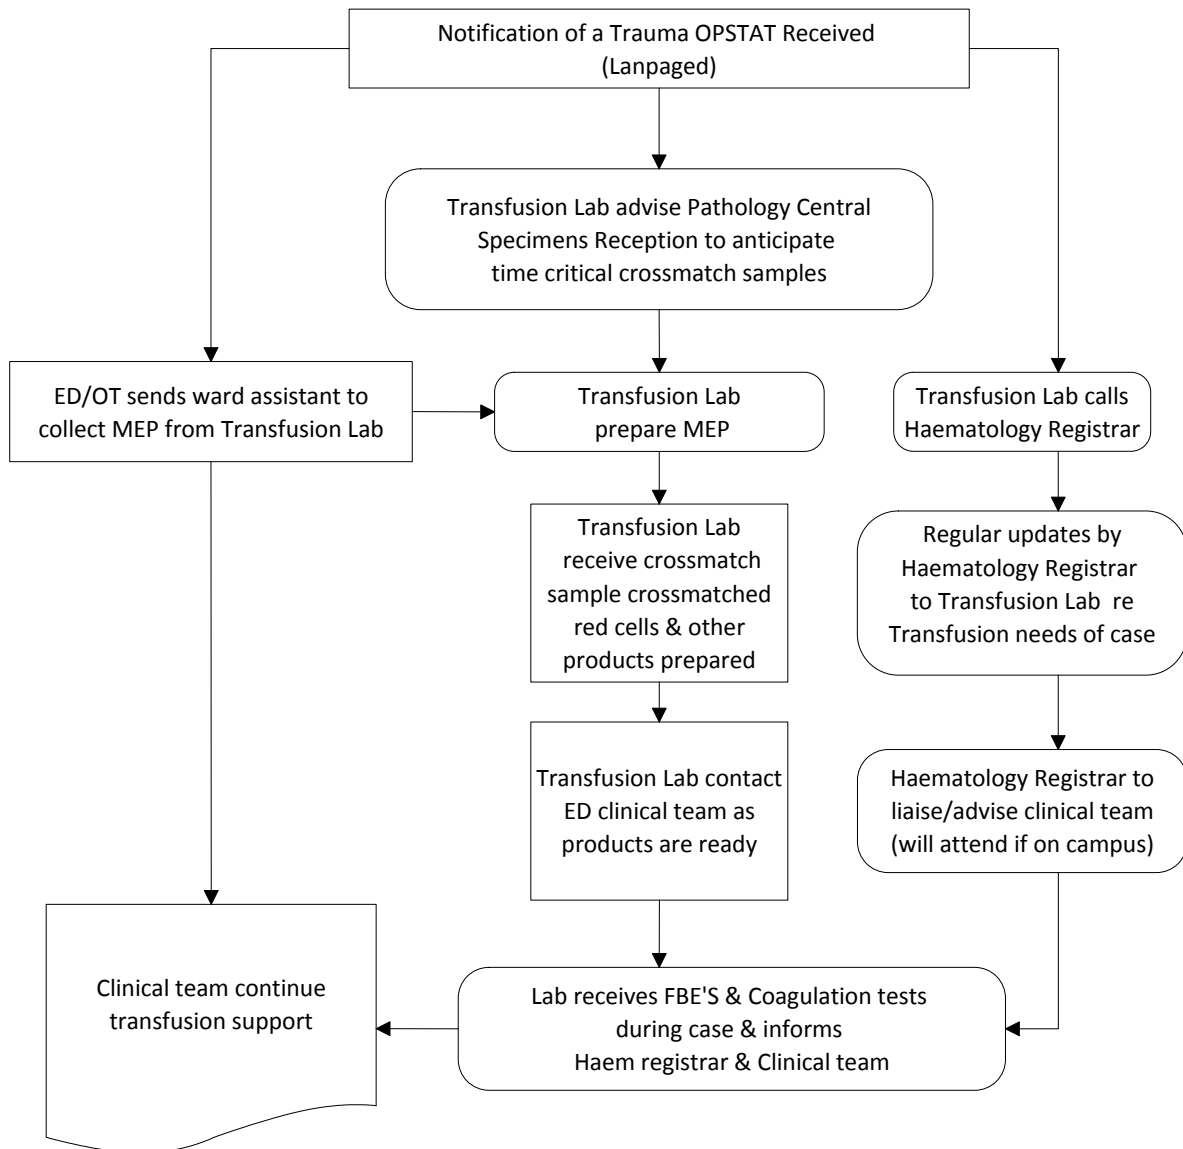 Notification of a Trauma OPSTAT Received
(Lanpaged)
Transfusion Lab advise Pathology Central
Specimens Reception to anticipate
time critical crossmatch samples
ED/OT sends ward assistant to
collect MEP from Transfusion Lab
Transfusion Lab
prepare MEP
Transfusion Lab calls
Haematology Registrar
Transfusion Lab
receive crossmatch
sample crossmatched
red cells & other
products prepared
Regular updates by
Haematology Registrar
to Transfusion Lab re
Transfusion needs of case
Transfusion Lab contact
ED clinical team as
products are ready
Haematology Registrar to
liaise/advise clinical team
(will attend if on campus)
Clinical team continue
transfusion support
Lab receives FBE'S & Coagulation tests
during case & informs
Haem registrar & Clinical team